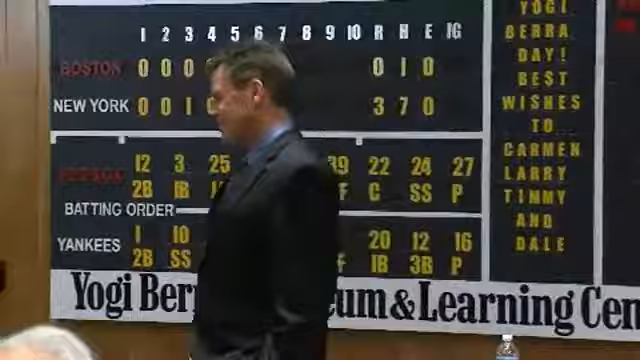 1 2 3 4 5 6 7 8 9 10 R H E IG
BOSTON 0 0 0 0 1 0
NEW YORK 0 0 1 3 7 0
12 3 25 39 22 24 27
2B IB F C SS P
BATTING ORDER
YANKEES 1 10 20 12 16
2B SS F IB 3B P
YOGI
BERRA
DAY!
BEST
WISHES
TO
CARMEN
LARRY
TIMMY
AND
DALE
Yogi Ber um & Learning Cen